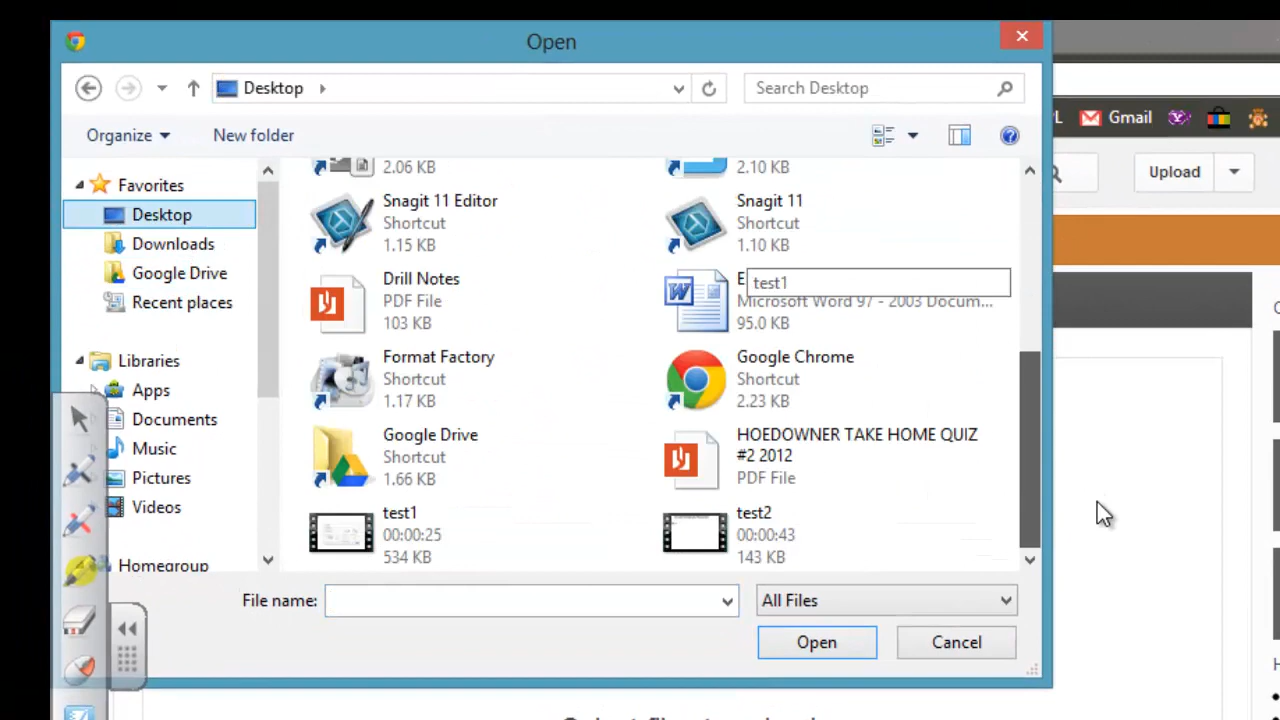 Open
Desktop
Search Desktop
L
Gmail
Organize
New folder
Upload
2.06 KB
2.10 KB
Favorites
Desktop
Downloads
Google Drive
Recent places
Libraries
Apps
Documents
Music
Pictures
Videos
Homegroup
Snagit 11 Editor
Shortcut
1.15 KB
Snagit 11
Shortcut
1.10 KB
Drill Notes
PDF File
103 KB
E
test1
Microsoft Word 97 - 2003 Docum...
95.0 KB
Format Factory
Shortcut
1.17 KB
Google Chrome
Shortcut
2.23 KB
Google Drive
Shortcut
1.66 KB
HOEDOWNER TAKE HOME QUIZ
#2 2012
PDF File
test1
00:00:25
534 KB
test2
00:00:43
143 KB
File name:
All Files
Open
Cancel